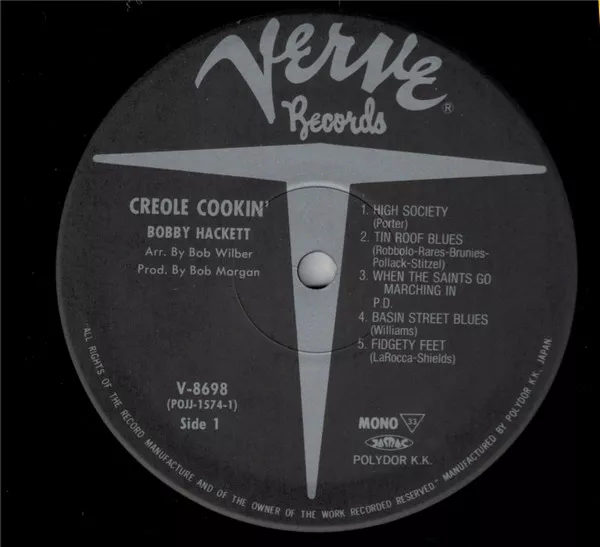 VERVE ®
Records
CREOLE COOKIN'
BOBBY HACKETT
Arr. By Bob Wilber
Prod. By Bob Morgan
1. HIGH SOCIETY
(Porter)
2. TIN ROOF BLUES
(Robbolo-Rares-Brunies-
Pollack-Stitzel)
3. WHEN THE SAINTS GO
MARCHING IN
P.D.
4. BASIN STREET BLUES
(Williams)
5. FIDGETY FEET
(LaRocca-Shields)
V-8698
(POJJ-1574-1)
Side 1
MONO 33
JASRAC
POLYDOR K.K.
"ALL RIGHTS OF THE RECORD MANUFACTURE AND OF THE OWNER OF THE WORK RECORDED RESERVED." MANUFACTURED BY POLYDOR K.K. JAPAN